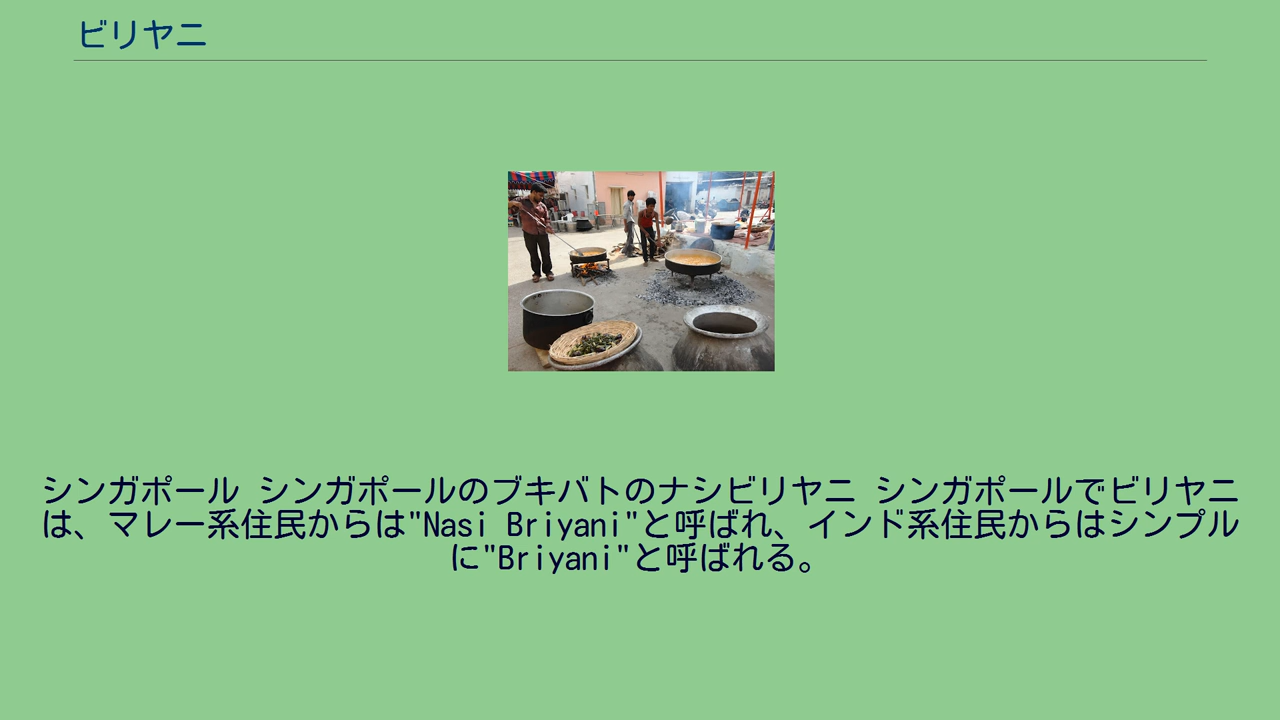 ビリヤニ
シンガポール シンガポールのブキバトのナシビリヤニ シンガポールでビリヤニ
は、マレー系住民からは"Nasi Briyani"と呼ばれ、インド系住民からはシンプル
に"Briyani"と呼ばれる。